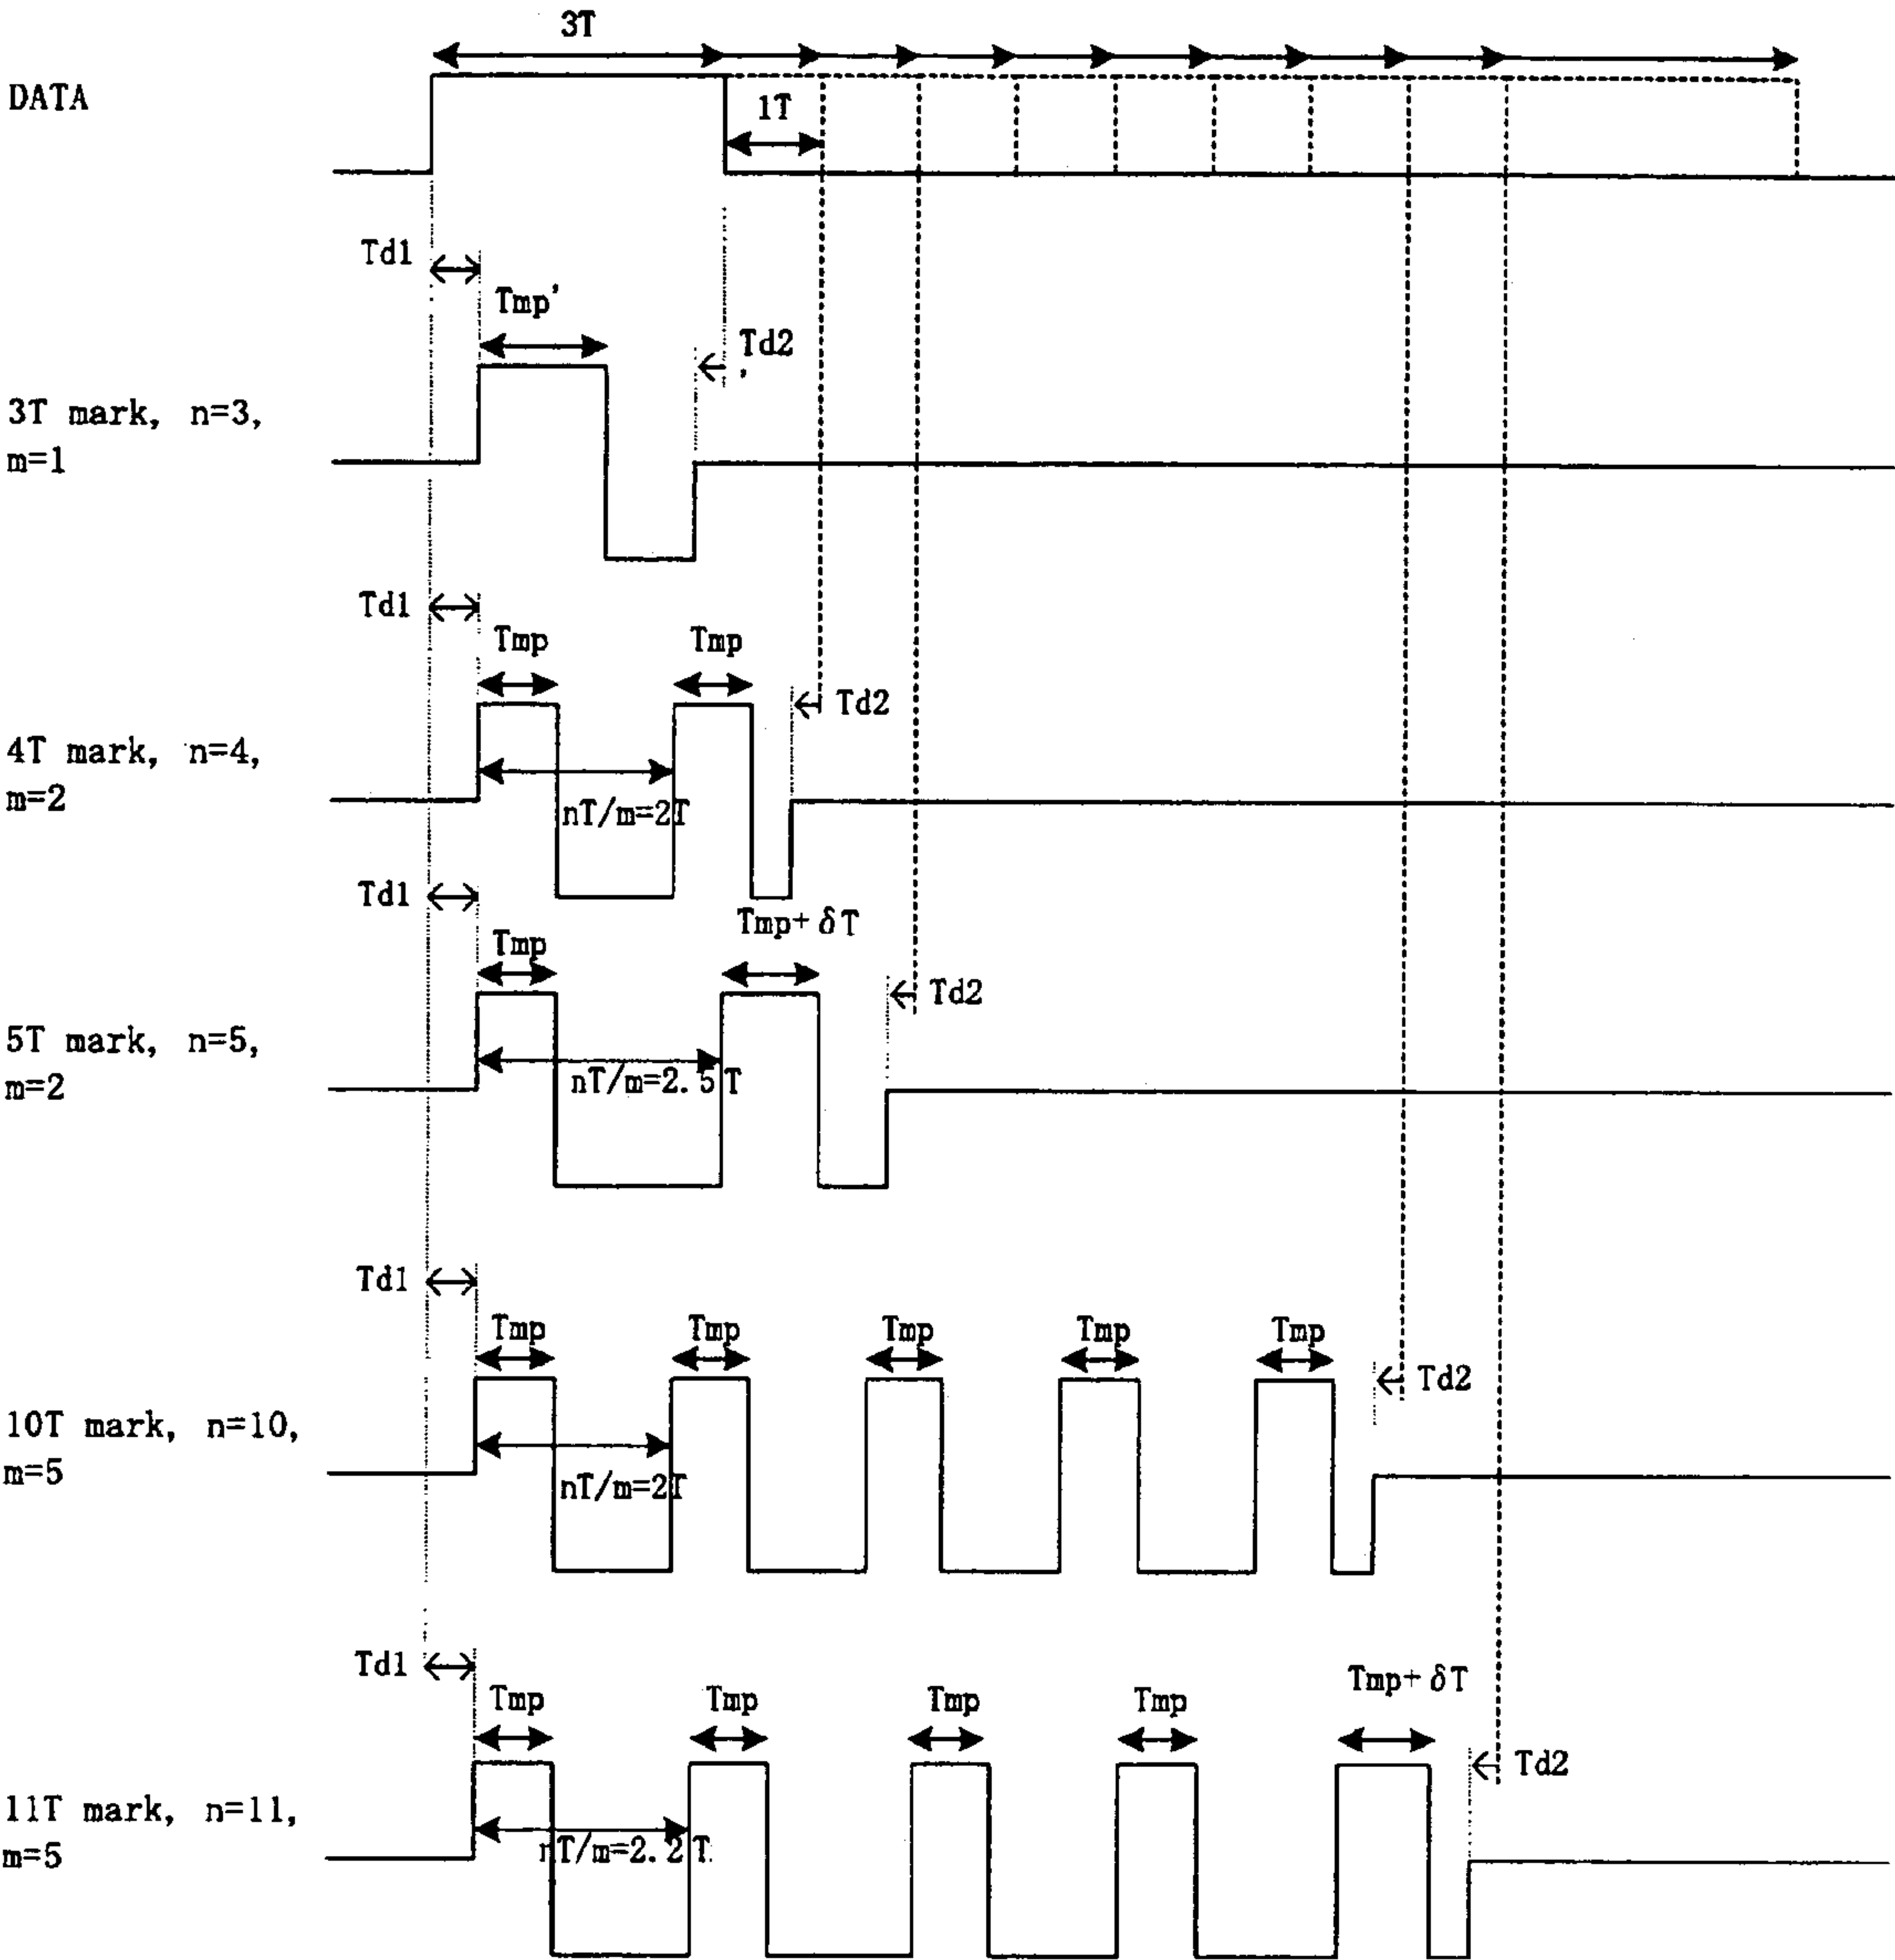 3T
DATA
1T
Td1
Tmp'
Td2
'
3T mark, n=3,
m=1
Td1
Tmp
Tmp
Td2
4T mark, n=4,
m=2
nT/m=2T
Td1
Tmp+δT
Tmp
Td2
5T mark, n=5,
m=2
nT/m=2.5T
Td1
Tmp
Tmp
Tmp
Tmp
Tmp
Td2
10T mark, n=10,
m=5
nT/m=2T
Td1
Tmp+δT
Tmp
Tmp
Tmp
Tmp
Td2
11T mark, n=11,
m=5
nT/m=2.2T